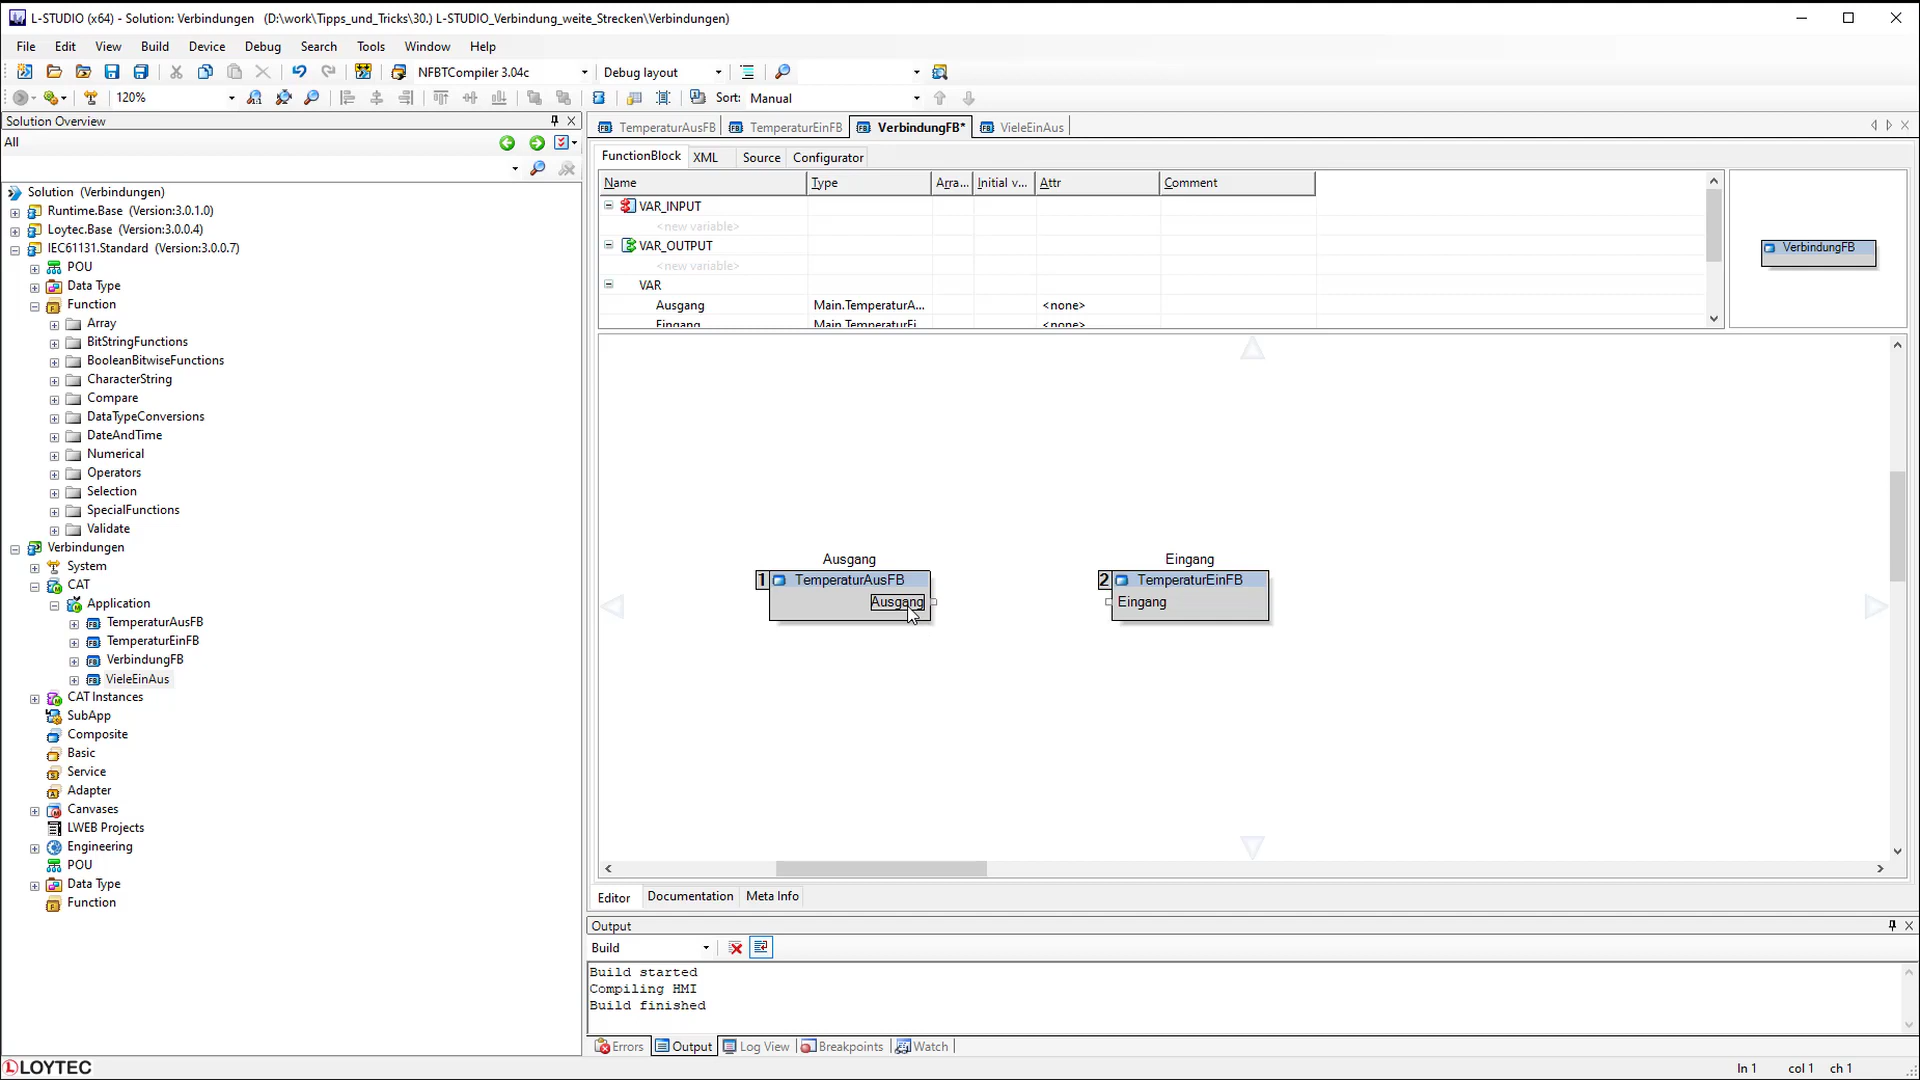 L-STUDIO (x64) - Solution: Verbindungen (D:\work\Tipps_und_Tricks\30.) L-STUDIO_Verbindung_weite_Strecken\Verbindungen)
File Edit View Build Device Debug Search Tools Window Help
NFBTCompiler 3.04c Debug layout
120% Sort: Manual
Solution Overview
All
Solution (Verbindungen)
Runtime.Base (Version:3.0.1.0)
Loytec.Base (Version:3.0.0.4)
IEC61131.Standard (Version:3.0.0.7)
POU
Data Type
Function
Array
BitStringFunctions
BooleanBitwiseFunctions
CharacterString
Compare
DataTypeConversions
DateAndTime
Numerical
Operators
Selection
SpecialFunctions
Validate
Verbindungen
System
CAT
Application
TemperaturAusFB
TemperaturEinFB
VerbindungFB
VieleEinAus
CAT Instances
SubApp
Composite
Basic
Service
Adapter
Canvases
LWEB Projects
Engineering
POU
Data Type
Function
TemperaturAusFB TemperaturEinFB VerbindungFB* VieleEinAus
FunctionBlock XML Source Configurator
Name Type Arra... Initial v... Attr Comment
VAR_INPUT
<new variable>
VAR_OUTPUT
<new variable>
VAR
Ausgang Main.TemperaturA... <none>
Eingang Main.TemperaturEi... <none>
VerbindungFB
Ausgang
1 TemperaturAusFB
Ausgang
Eingang
2 TemperaturEinFB
Eingang
Editor Documentation Meta Info
Output
Build
Build started
Compiling HMI
Build finished
Errors Output Log View Breakpoints Watch
LOYTEC ln 1 col 1 ch 1